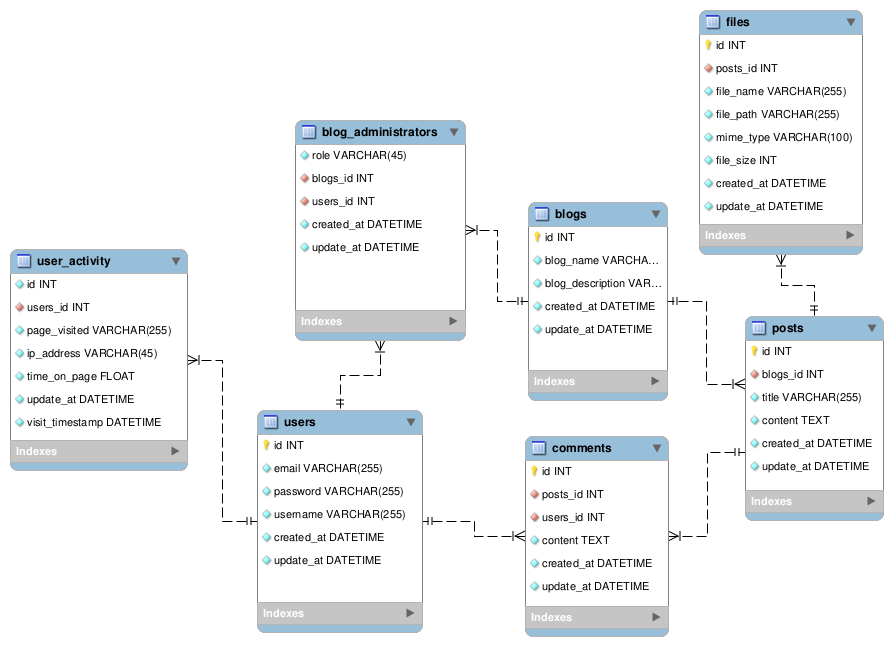 files
id INT
posts_id INT
file_name VARCHAR(255)
file_path VARCHAR(255)
mime_type VARCHAR(100)
file_size INT
created_at DATETIME
update_at DATETIME
Indexes
blog_administrators
role VARCHAR(45)
blogs_id INT
users_id INT
created_at DATETIME
update_at DATETIME
Indexes
blogs
id INT
blog_name VARCHA...
blog_description VAR...
created_at DATETIME
update_at DATETIME
Indexes
user_activity
id INT
users_id INT
page_visited VARCHAR(255)
ip_address VARCHAR(45)
time_on_page FLOAT
update_at DATETIME
visit_timestamp DATETIME
Indexes
posts
id INT
blogs_id INT
title VARCHAR(255)
content TEXT
created_at DATETIME
update_at DATETIME
Indexes
users
id INT
email VARCHAR(255)
password VARCHAR(255)
username VARCHAR(255)
created_at DATETIME
update_at DATETIME
Indexes
comments
id INT
posts_id INT
users_id INT
content TEXT
created_at DATETIME
update_at DATETIME
Indexes